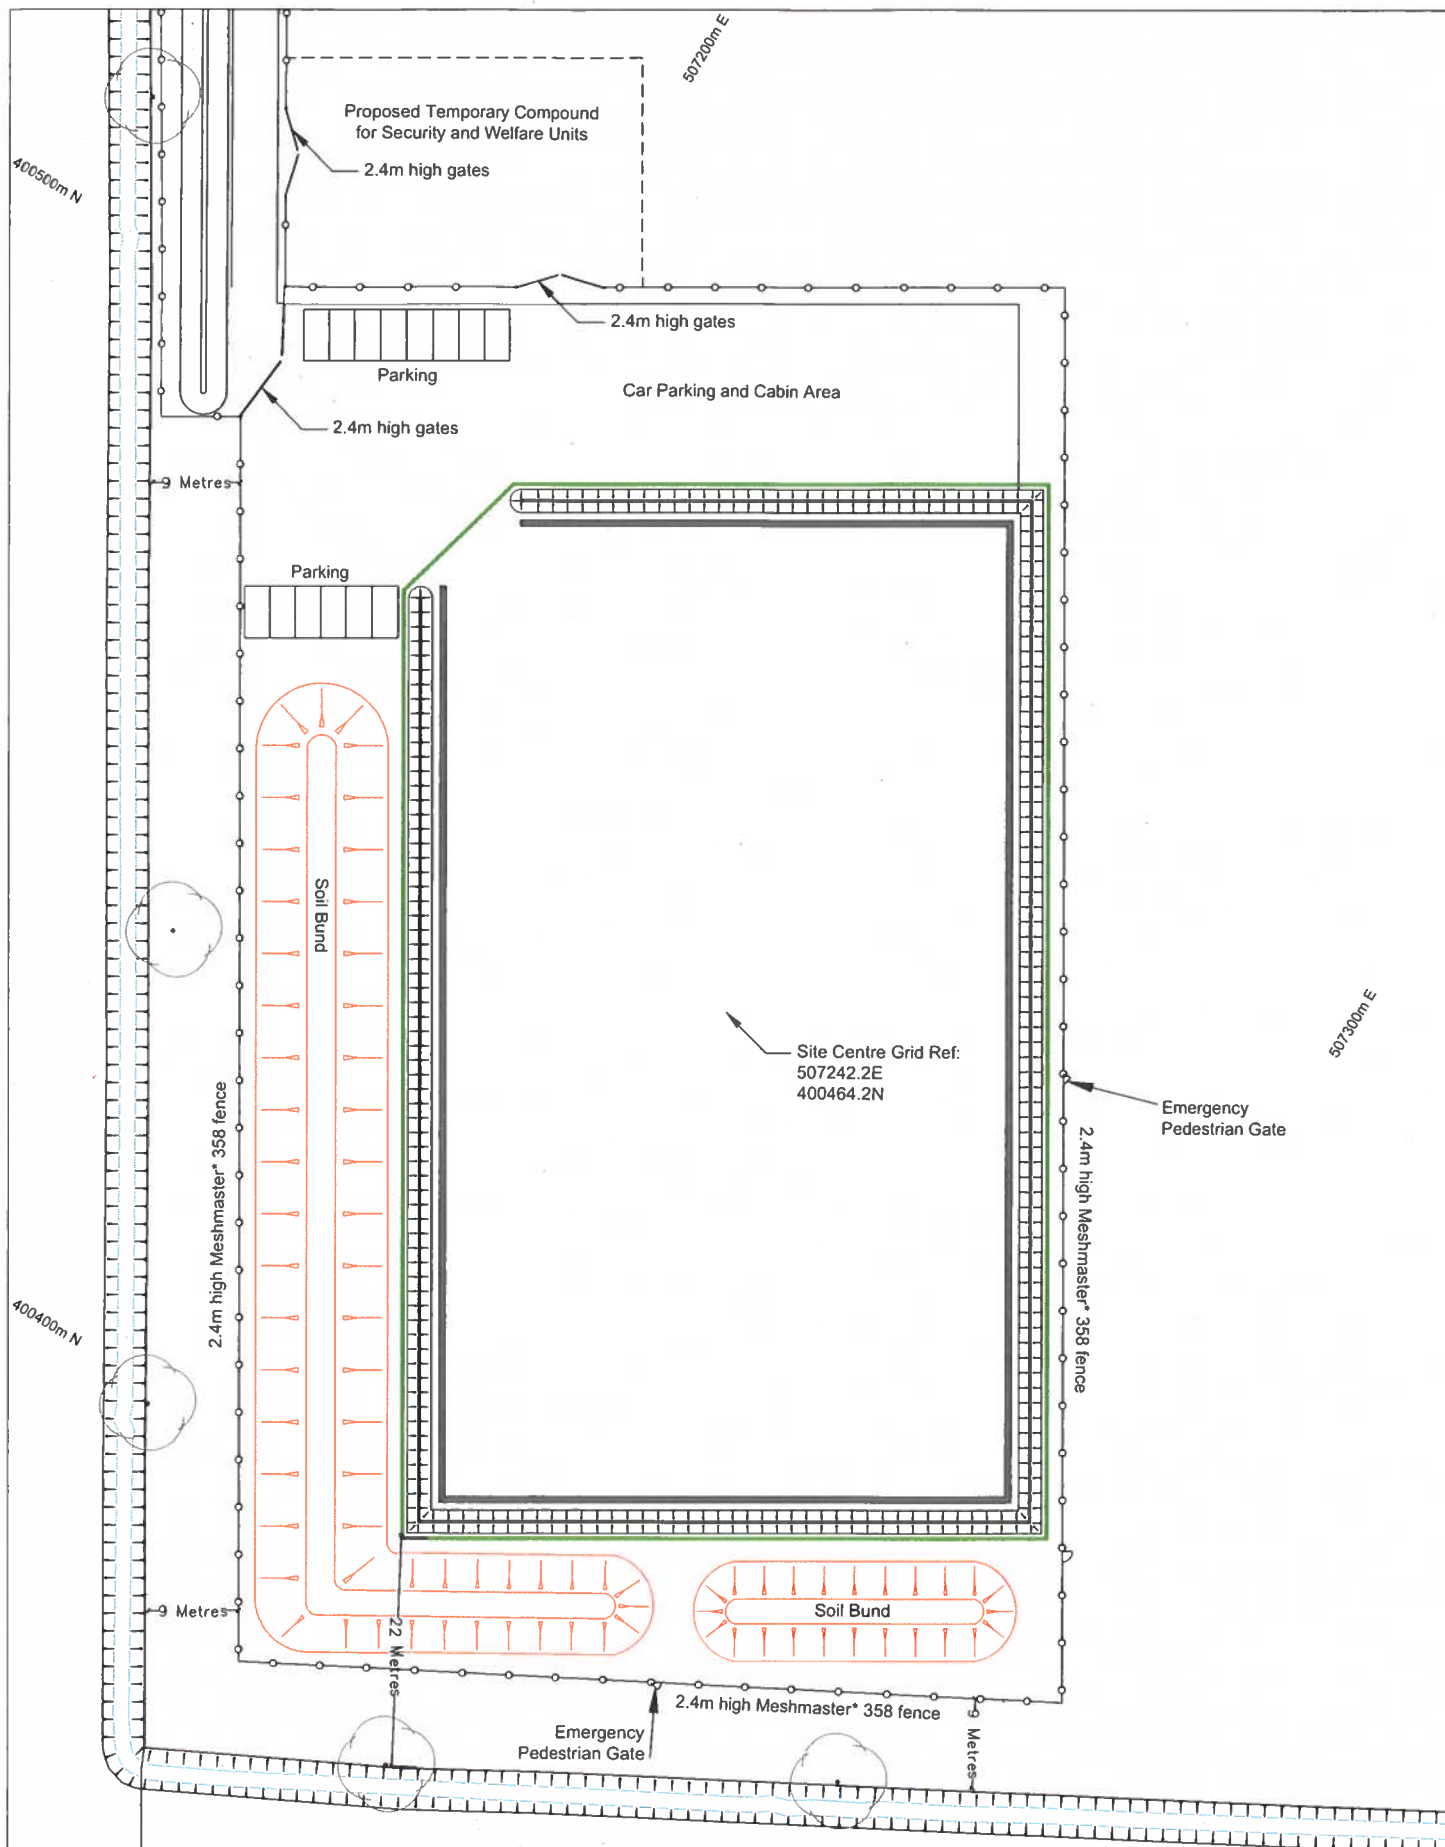 507200m E
Proposed Temporary Compound
for Security and Welfare Units
2.4m high gates
400500m N
2.4m high gates
Parking
Car Parking and Cabin Area
2.4m high gates
9 Metres
Parking
Soil Bund
507300m E
Site Centre Grid Ref:
507242.2E
400464.2N
Emergency
Pedestrian Gate
2.4m high Meshmaster* 358 fence
2.4m high Meshmaster* 358 fence
400400m N
9 Metres
Soil Bund
22 Metres
2.4m high Meshmaster* 358 fence
9 Metres
Emergency
Pedestrian Gate